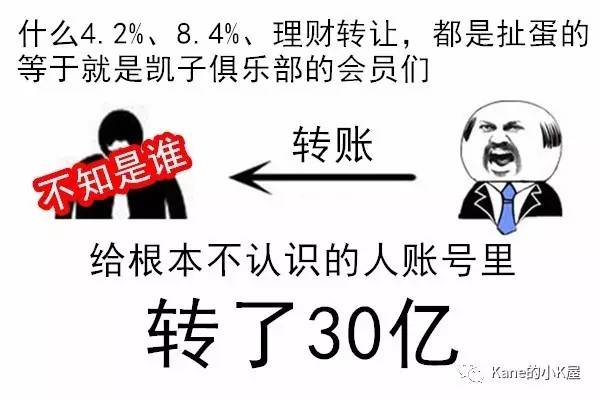 什么4.2%、8.4%、理财转让，都是扯蛋的
等于就是凯子俱乐部的会员们
转账
不知是谁
给根本不认识的人账号里
转了30亿
Kane的小K屋